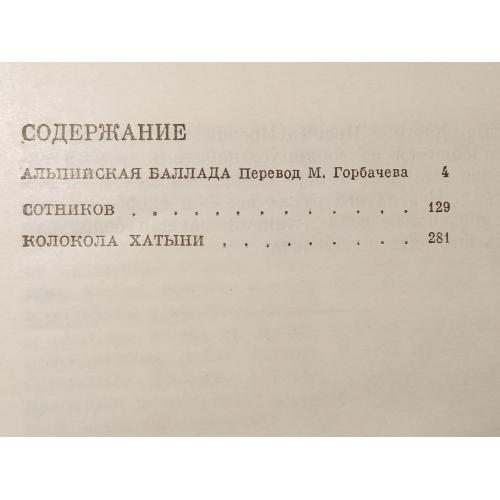 СОДЕРЖАНИЕ
АЛЬПИЙСКАЯ БАЛЛАДА Перевод М. Горбачева 4
СОТНИКОВ . . . . . . . . . . . . . 129
КОЛОКОЛА ХАТЫНИ . . . . . . . . . 281